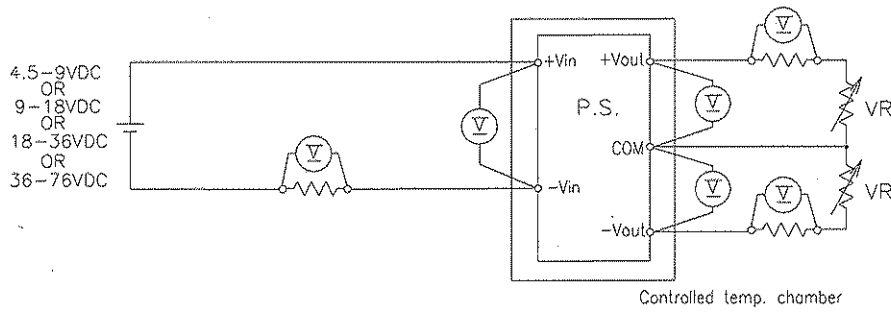 4.5-9VDC
OR
9-18VDC
OR
18-36VDC
OR
36-76VDC
V
V
+Vin
-Vin
P.S.
+Vout
COM
-Vout
V
V
V
V
VR
VR
Controlled temp. chamber